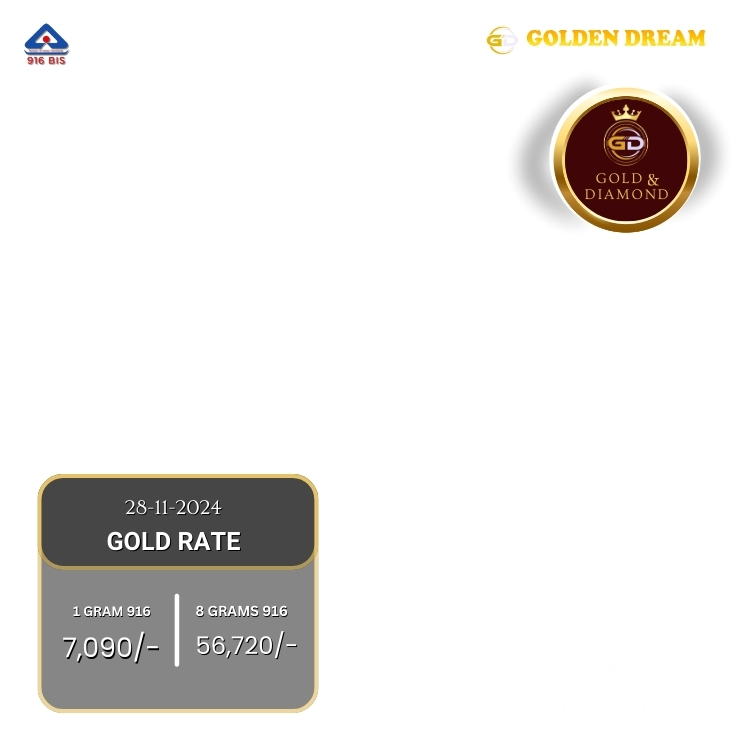 916 BIS
GD GOLDEN DREAM
GD
GOLD &
DIAMOND
28-11-2024
GOLD RATE
1 GRAM 916
7,090/-
8 GRAMS 916
56,720/-